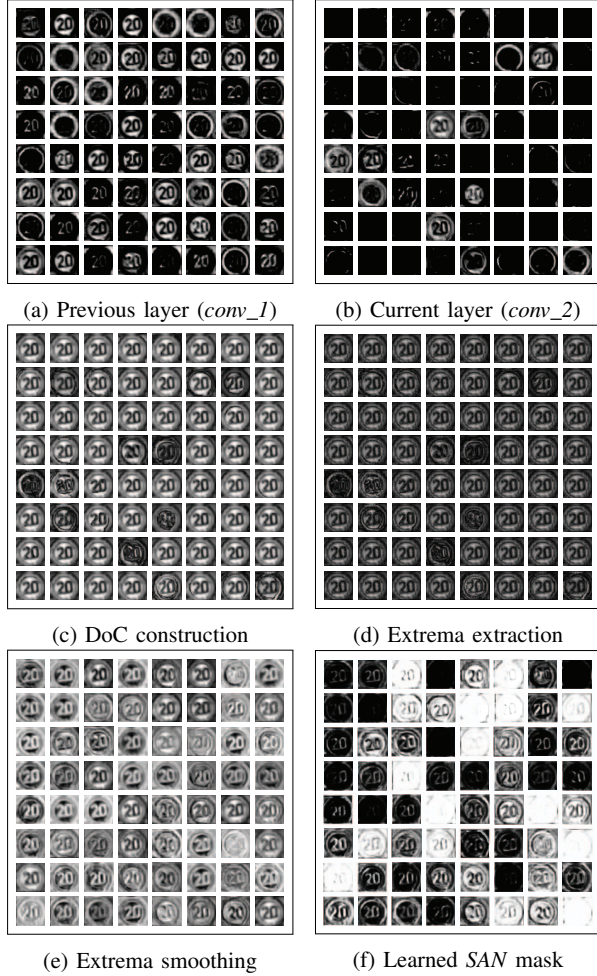 (a) Previous layer (conv_1)
(b) Current layer (conv_2)
(c) DoC construction
(d) Extrema extraction
(e) Extrema smoothing
(f) Learned SAN mask